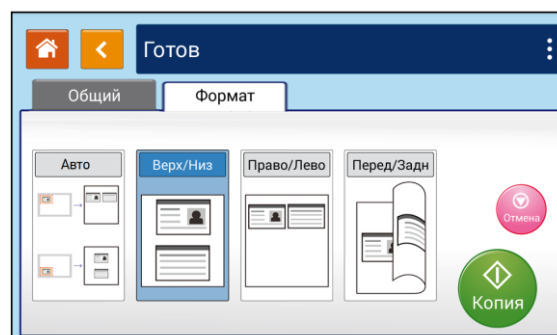 Готов
Общий
Формат
Авто
Верх/Низ
Право/Лево
Перед/Задн
Отмена
Копия